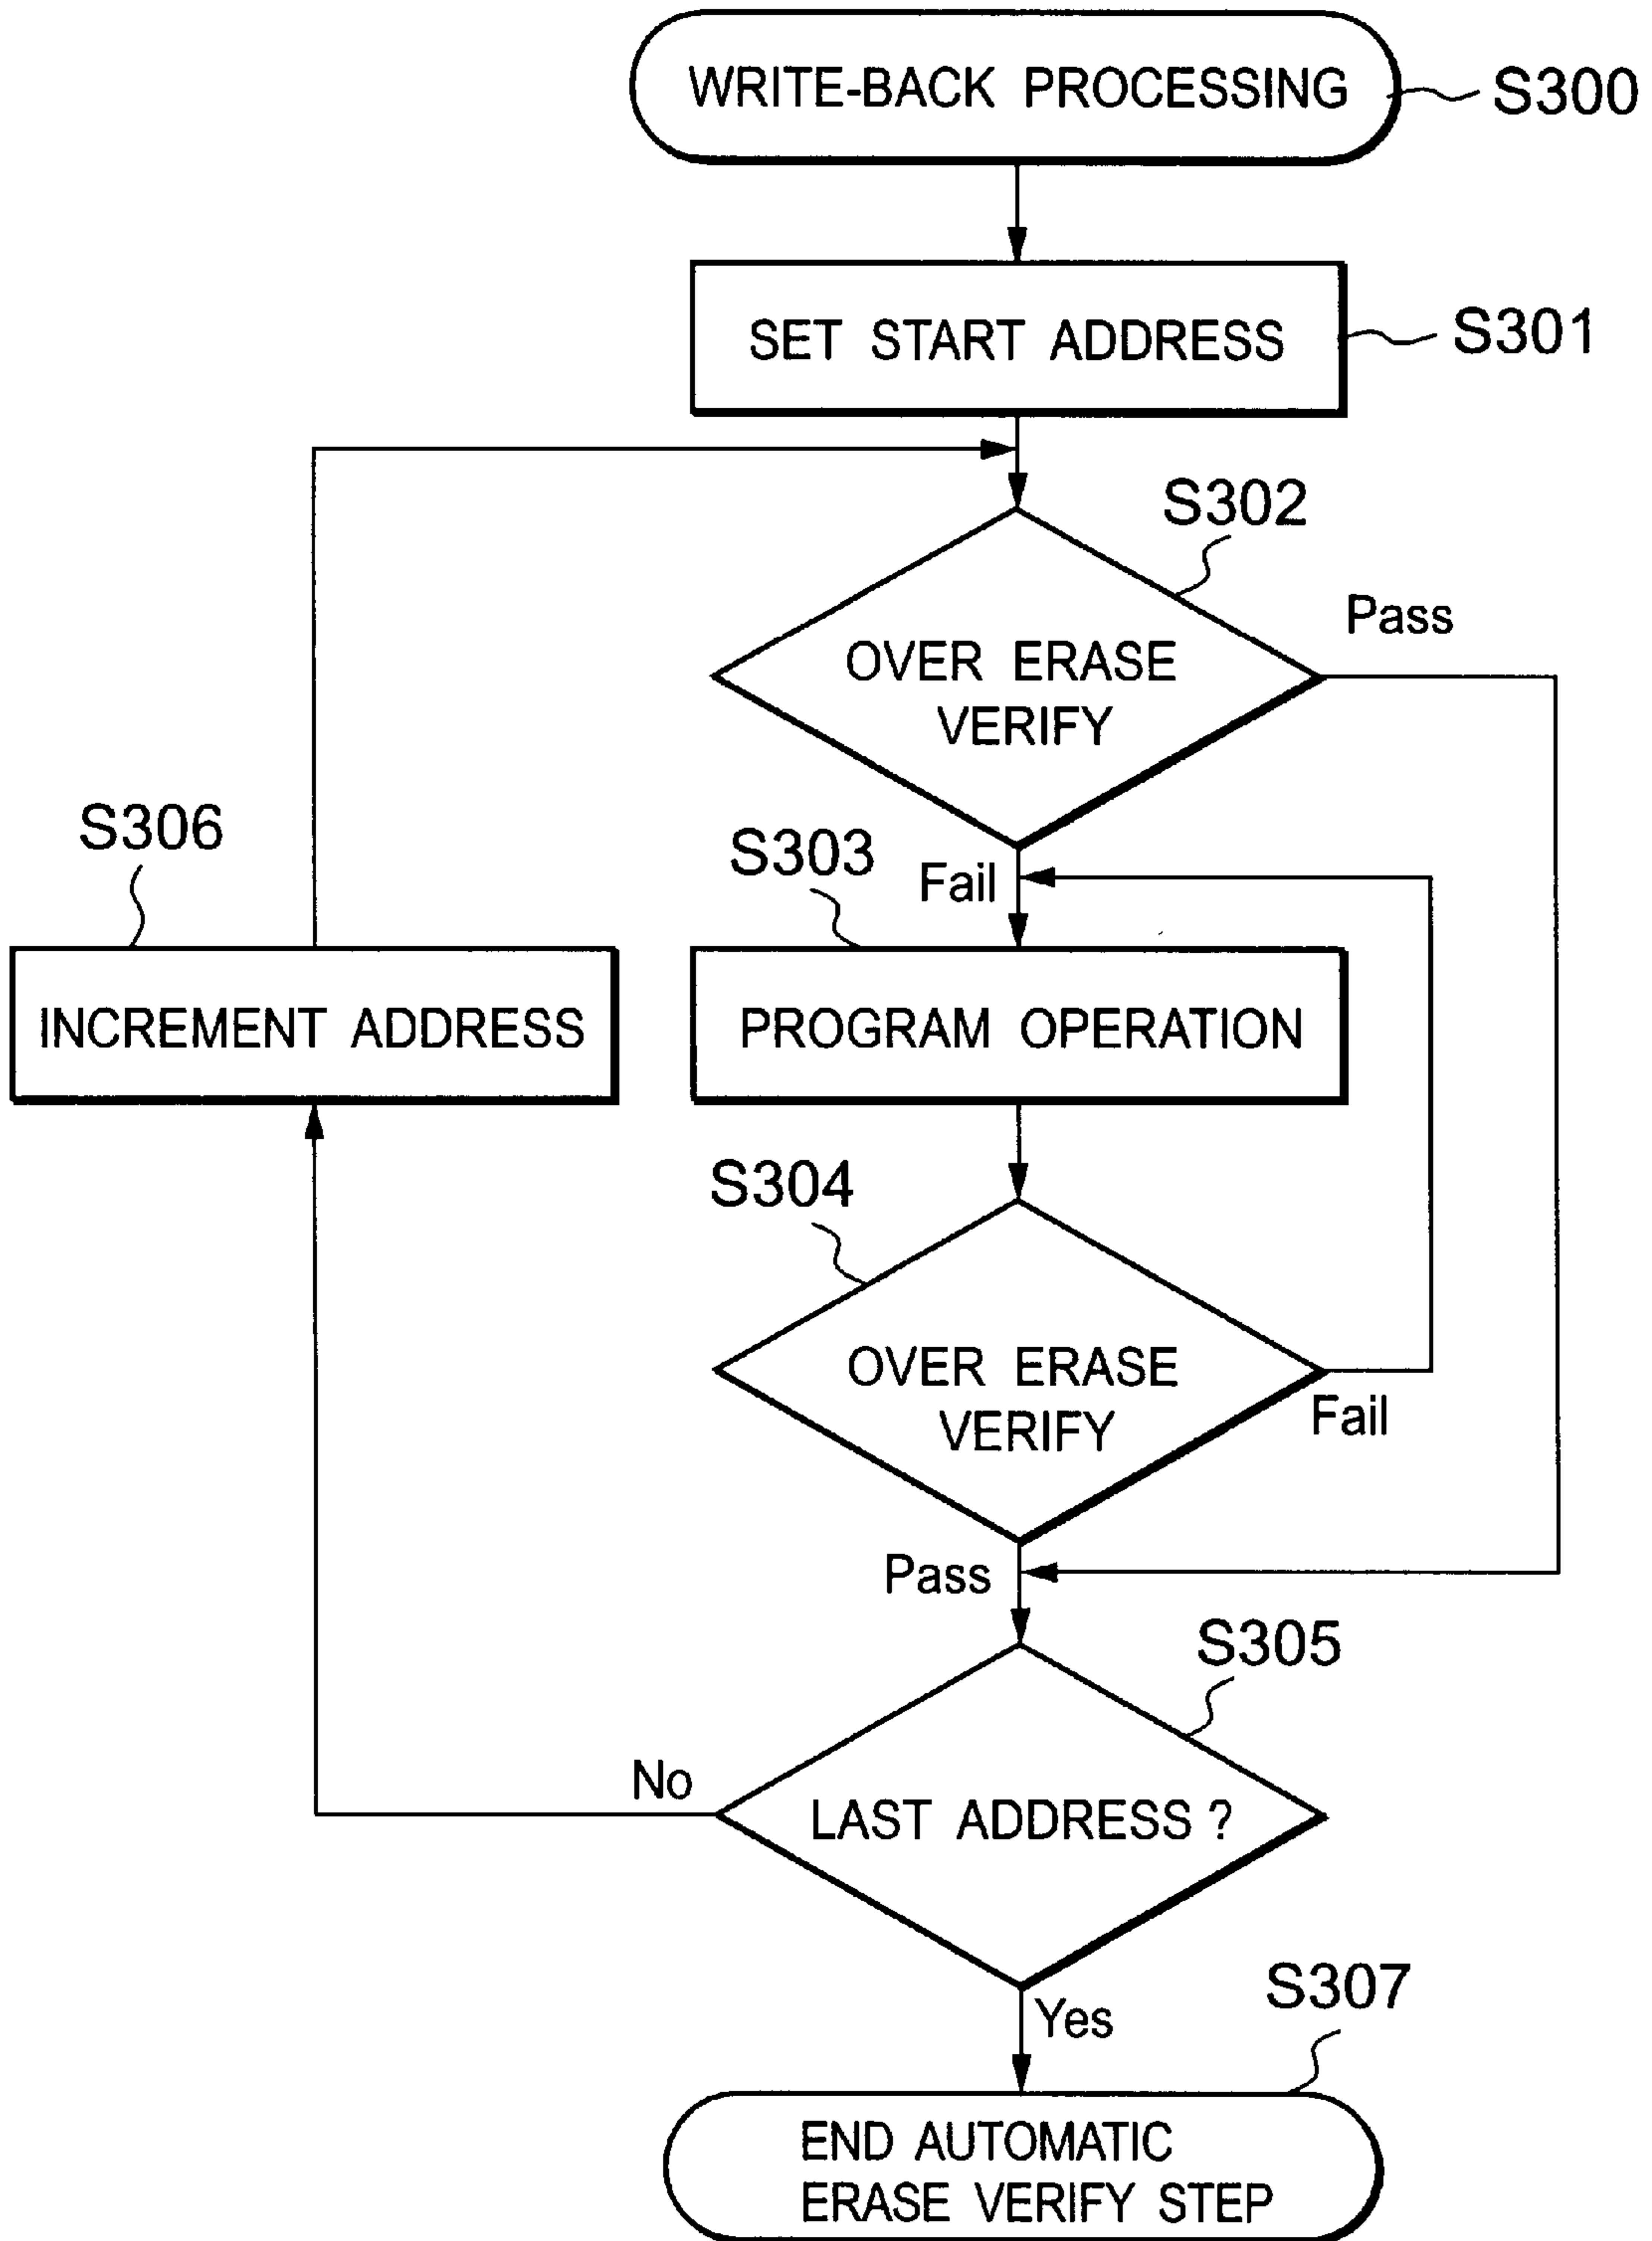 WRITE-BACK PROCESSING
S300
SET START ADDRESS
S301
S302
Pass
OVER ERASE
VERIFY
S306
S303
Fail
INCREMENT ADDRESS
PROGRAM OPERATION
S304
OVER ERASE
VERIFY
Fail
Pass
S305
No
LAST ADDRESS ?
S307
Yes
END AUTOMATIC
ERASE VERIFY STEP